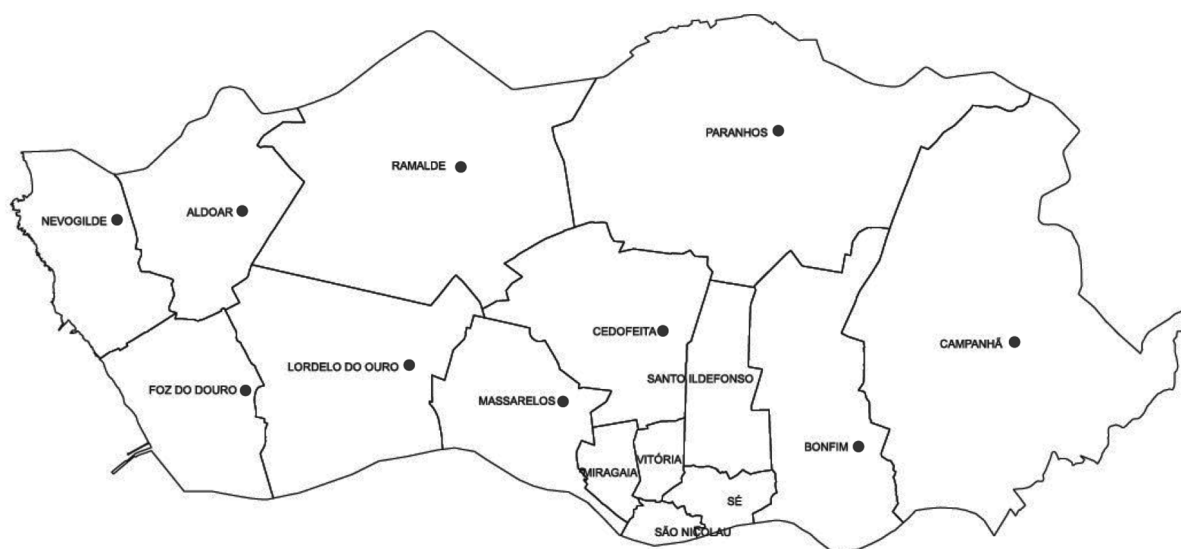 PARANHOS
RAMALDE
ALDOAR
NEVOGILDE
CEDOFEITA
CAMPANHÃ
LORDELO DO OURO
SANTO ILDEFONSO
FOZ DO DOURO
MASSARELOS
BONFIM
VITÓRIA
MIRAGAIA
SÉ
SÃO NICOLAU